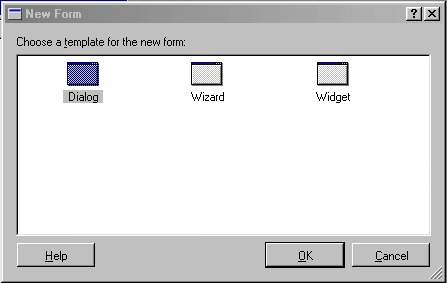 New Form
Choose a template for the new form:
Dialog Wizard Widget
Help OK Cancel